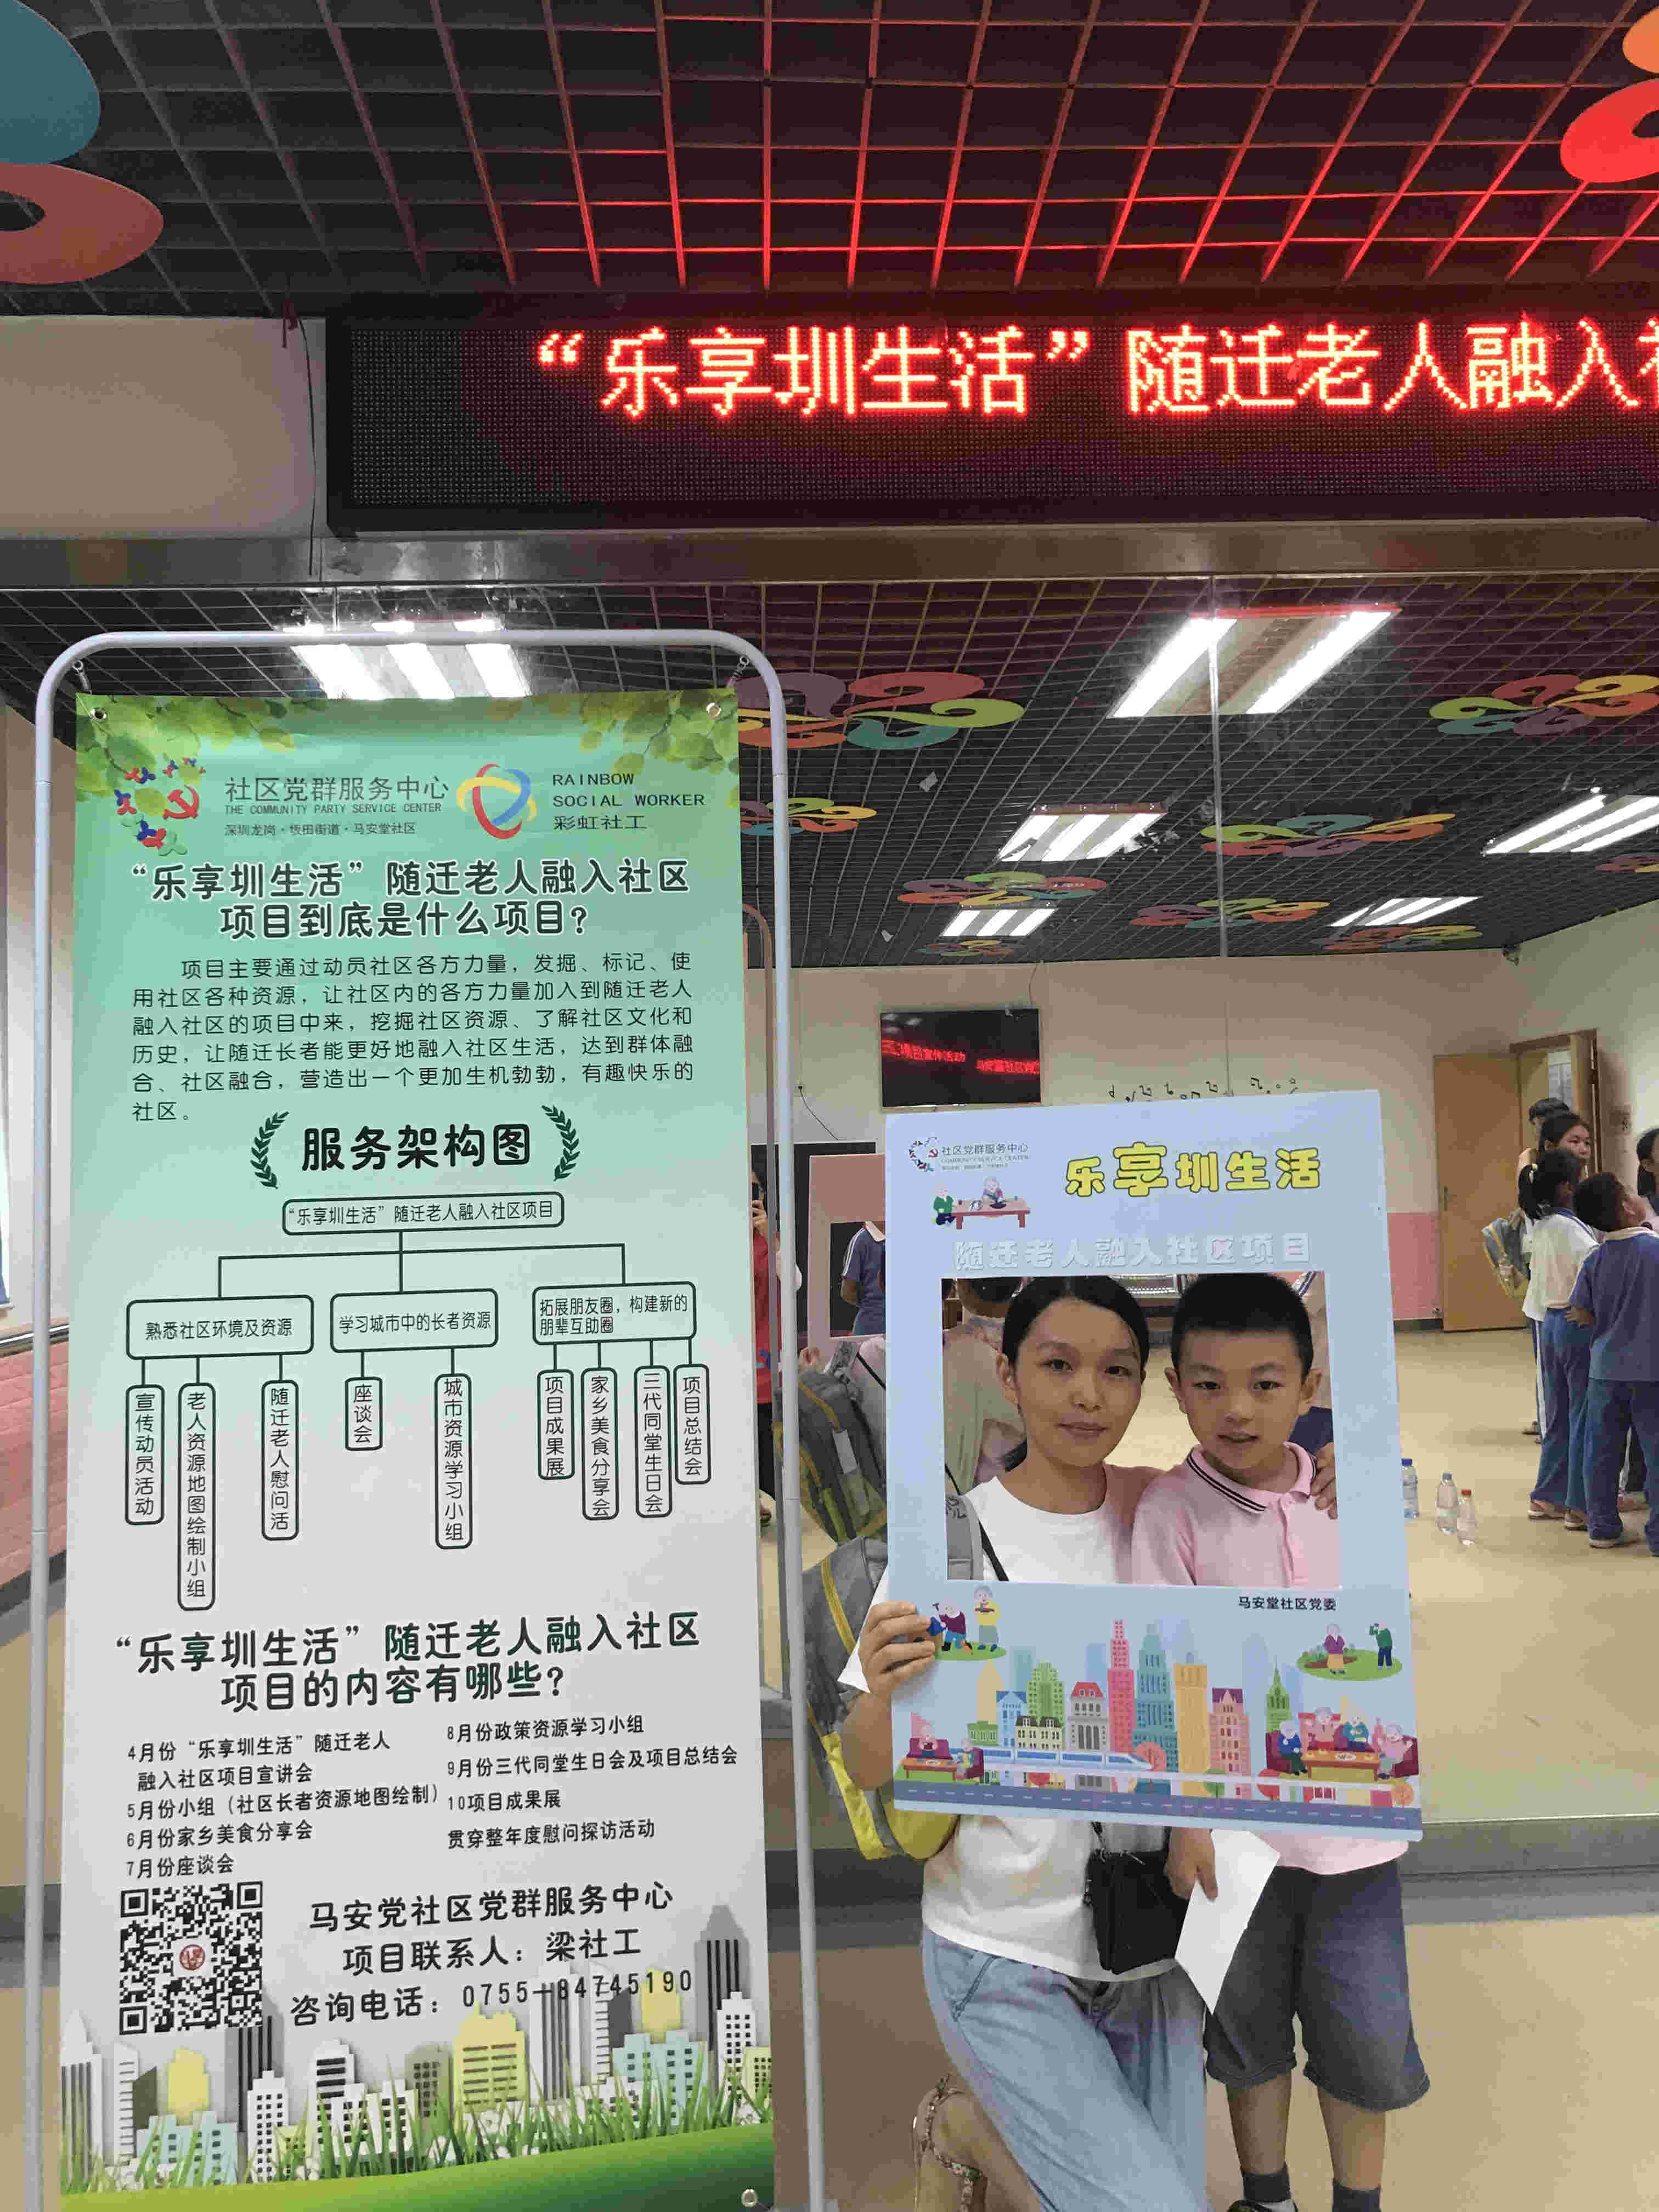 “乐享圳生活”随迁老人融入
社区党群服务中心
THE COMMUNITY PARTY SERVICE CENTER
深圳龙岗·坂田街道·马安堂社区
RAINBOW
SOCIAL WORKER
彩虹社工
“乐享圳生活”随迁老人融入社区
项目到底是什么项目?
项目主要通过动员社区各方力量，发掘、标记、使
用社区各种资源，让社区内的各方力量加入到随迁老人
融入社区的项目中来，挖掘社区资源、了解社区文化和
历史，让随迁长者能更好地融入社区生活，达到群体融
合、社区融合，营造出一个更加生机勃勃，有趣快乐的
社区。
服务架构图
“乐享圳生活”随迁老人融入社区项目
熟悉社区环境及资源
学习城市中的长者资源
拓展朋友圈，构建新的
朋辈互助圈
宣传动员活动
老人资源地图绘制小组
随迁老人慰问活
座谈会
城市资源学习小组
项目成果展
家乡美食分享会
三代同堂生日会
项目总结会
“乐享圳生活”随迁老人融入社区
项目的内容有哪些?
4月份“乐享圳生活”随迁老人
融入社区项目宣讲会
5月份小组（社区长者资源地图绘制）
6月份家乡美食分享会
7月份座谈会
8月份政策资源学习小组
9月份三代同堂生日会及项目总结会
10项目成果展
贯穿整年度慰问探访活动
马安党社区党群服务中心
项目联系人：梁社工
咨询电话：0755-84745190
社区党群服务中心
COMMUNITY SERVICE CENTER
乐享圳生活
随迁老人融入社区项目
马安堂社区党委